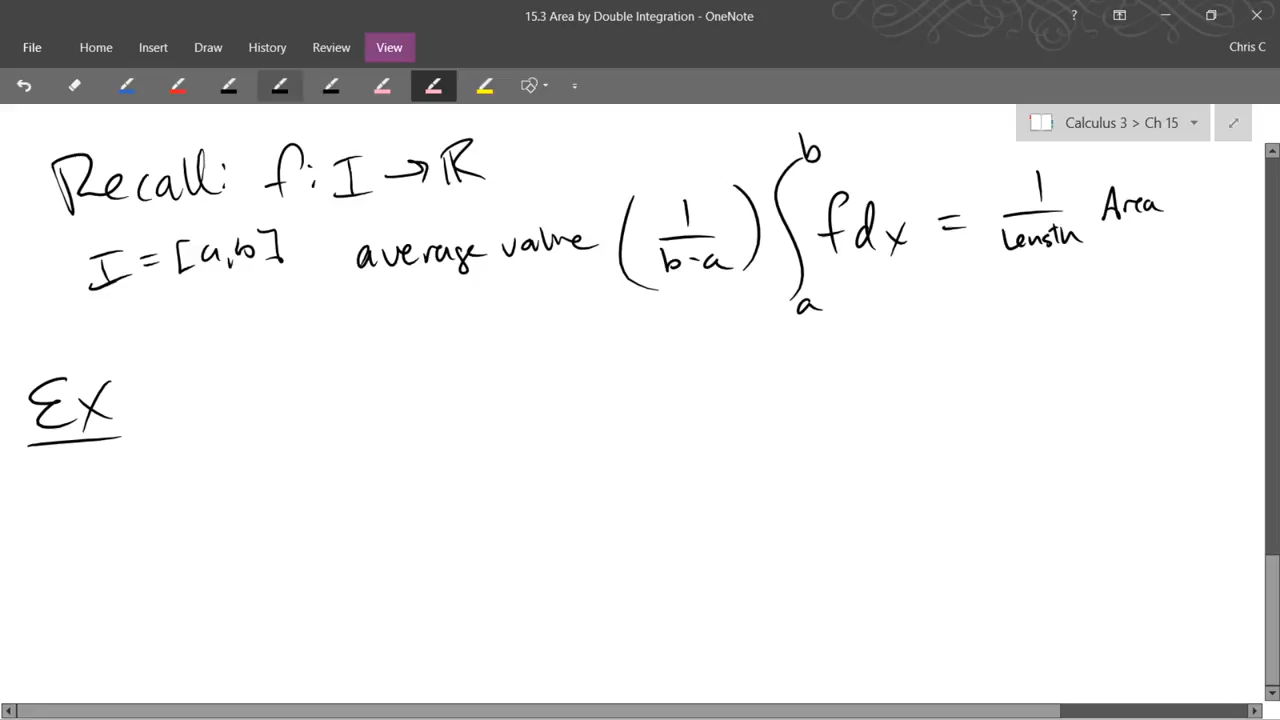 15.3 Area by Double Integration - OneNote
?
File Home Insert Draw History Review View
Chris C
Calculus 3 > Ch 15
Recall: f: I → ℝ
I = [a,b] average value (1/(b-a)) ∫_a^b f dx = 1/Length Area
Ex